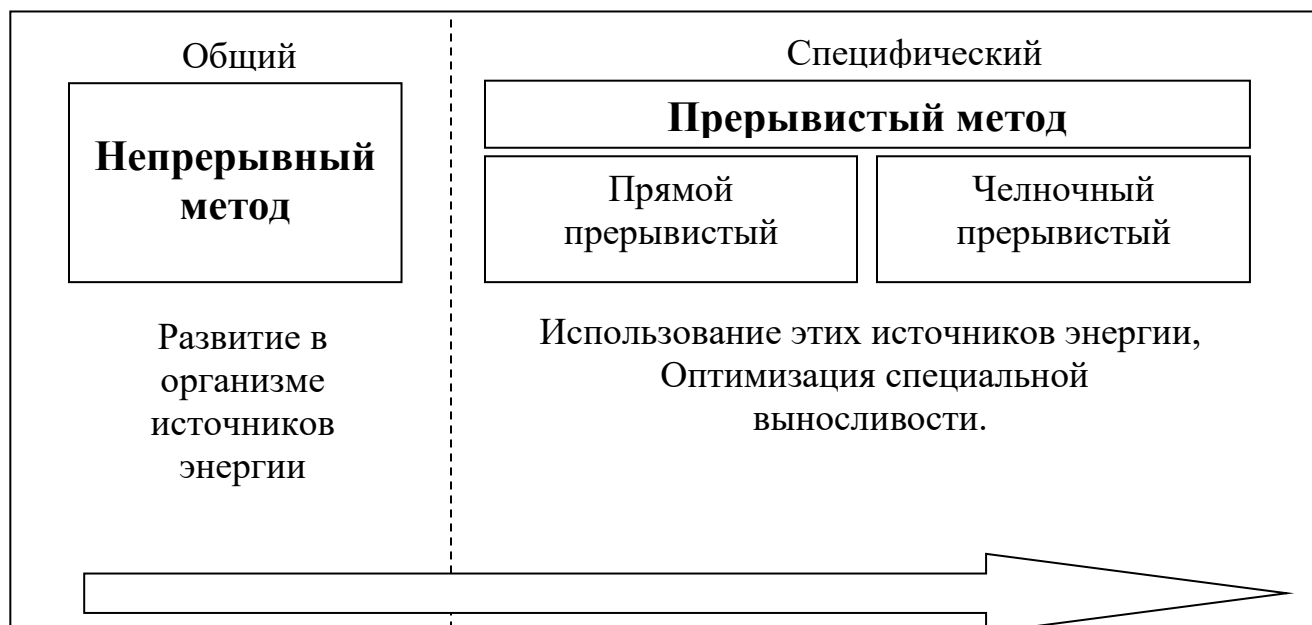 Общий
Специфический
Непрерывный
метод
Прерывистый метод
Прямой
прерывистый
Челночный
прерывистый
Развитие в
организме
источников
энергии
Использование этих источников энергии,
Оптимизация специальной
выносливости.